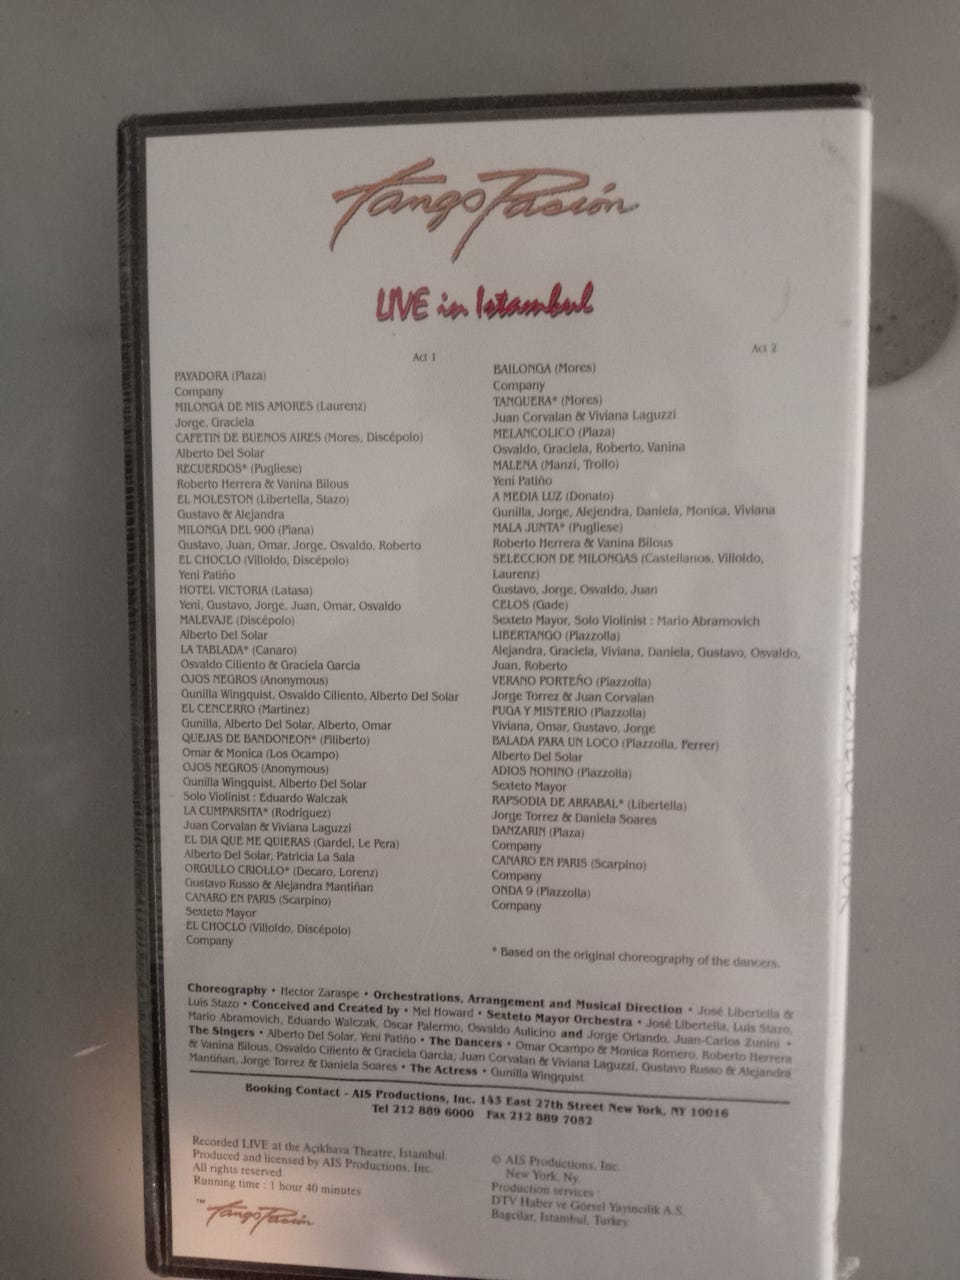 Tango Pasión
LIVE in Istambul
Act 1
PAYADORA (Plaza)
Company
MILONGA DE MIS AMORES (Laurenz)
Jorge, Graciela
CAFETIN DE BUENOS AIRES (Mores, Discépolo)
Alberto Del Solar
RECUERDOS* (Pugliese)
Roberto Herrera & Vanina Bilous
EL MOLESTON (Libertella, Stazo)
Gustavo & Alejandra
MILONGA DEL 900 (Piana)
Gustavo, Juan, Omar, Jorge, Osvaldo, Roberto
EL CHOCLO (Villoldo, Discépolo)
Yeni Patiño
HOTEL VICTORIA (Latasa)
Yeni, Gustavo, Jorge, Juan, Omar, Osvaldo
MALEVAJE (Discépolo)
Alberto Del Solar
LA TABLADA* (Canaro)
Osvaldo Ciliento & Graciela Garcia
OJOS NEGROS (Anonymous)
Gunilla Wingquist, Osvaldo Ciliento, Alberto Del Solar
EL CENCERRO (Martinez)
Gunilla, Alberto Del Solar, Alberto, Omar
QUEJAS DE BANDONEON* (Filiberto)
Omar & Monica (Los Ocampo)
OJOS NEGROS (Anonymous)
Gunilla Wingquist, Alberto Del Solar
Solo Violinist : Eduardo Walczak
LA CUMPARSITA* (Rodriguez)
Juan Corvalan & Viviana Laguzzi
EL DIA QUE ME QUIERAS (Gardel, Le Pera)
Alberto Del Solar, Patricia La Sala
ORGULLO CRIOLLO* (Decaro, Lorenz)
Gustavo Russo & Alejandra Mantiñan
CANARO EN PARIS (Scarpino)
Sexteto Mayor
EL CHOCLO (Villoldo, Discépolo)
Company
Act 2
BAILONGA (Mores)
Company
TANGUERA* (Mores)
Juan Corvalan & Viviana Laguzzi
MELANCOLICO (Plaza)
Osvaldo, Graciela, Roberto, Vanina
MALENA (Manzi, Troilo)
Yeni Patiño
A MEDIA LUZ (Donato)
Gunilla, Jorge, Alejendra, Daniela, Monica, Viviana
MALA JUNTA* (Pugliese)
Roberto Herrera & Vanina Bilous
SELECCION DE MILONGAS (Castellanos, Villoldo,
Laurenz)
Gustavo, Jorge, Osvaldo, Juan
CELOS (Gade)
Sexteto Mayor, Solo Violinist : Mario Abramovich
LIBERTANGO (Piazzolla)
Alejandra, Graciela, Viviana, Daniela, Gustavo, Osvaldo,
Juan, Roberto
VERANO PORTEÑO (Piazzolla)
Jorge Torrez & Juan Corvalan
FUGA Y MISTERIO (Piazzolla)
Viviana, Omar, Gustavo, Jorge
BALADA PARA UN LOCO (Piazzolla, Ferrer)
Alberto Del Solar
ADIOS NONINO (Piazzolla)
Sexteto Mayor
RAPSODIA DE ARRABAL* (Libertella)
Jorge Torrez & Daniela Soares
DANZARIN (Plaza)
Company
CANARO EN PARIS (Scarpino)
Company
ONDA 9 (Piazzolla)
Company
* Based on the original choreography of the dancers.
Choreography • Hector Zaraspe • Orchestrations, Arrangement and Musical Direction • José Libertella &
Luis Stazo • Conceived and Created by • Mel Howard • Sexteto Mayor Orchestra • José Libertella, Luis Stazo,
Mario Abramovich, Eduardo Walczak, Oscar Palermo, Osvaldo Aulicino and Jorge Orlando, Juan-Carlos Zunini •
The Singers • Alberto Del Solar, Yeni Patiño • The Dancers • Omar Ocampo & Monica Romero, Roberto Herrera
& Vanina Bilous, Osvaldo Ciliento & Graciela Garcia, Juan Corvalan & Viviana Laguzzi, Gustavo Russo & Alejandra
Mantiñan, Jorge Torrez & Daniela Soares • The Actress • Gunilla Wingquist
Booking Contact - AIS Productions, Inc. 143 East 27th Street New York, NY 10016
Tel 212 889 6000 Fax 212 889 7052
Recorded LIVE at the Açikhava Theatre, Istambul.
Produced and licensed by AIS Productions, Inc.
All rights reserved.
Running time : 1 hour 40 minutes
™ Tango Pasión
© AIS Productions, Inc.
New York, Ny
Production services :
DTV Haber ve Görsel Yayincilik A.S.
Bagcilar, Istambul, Turkey.